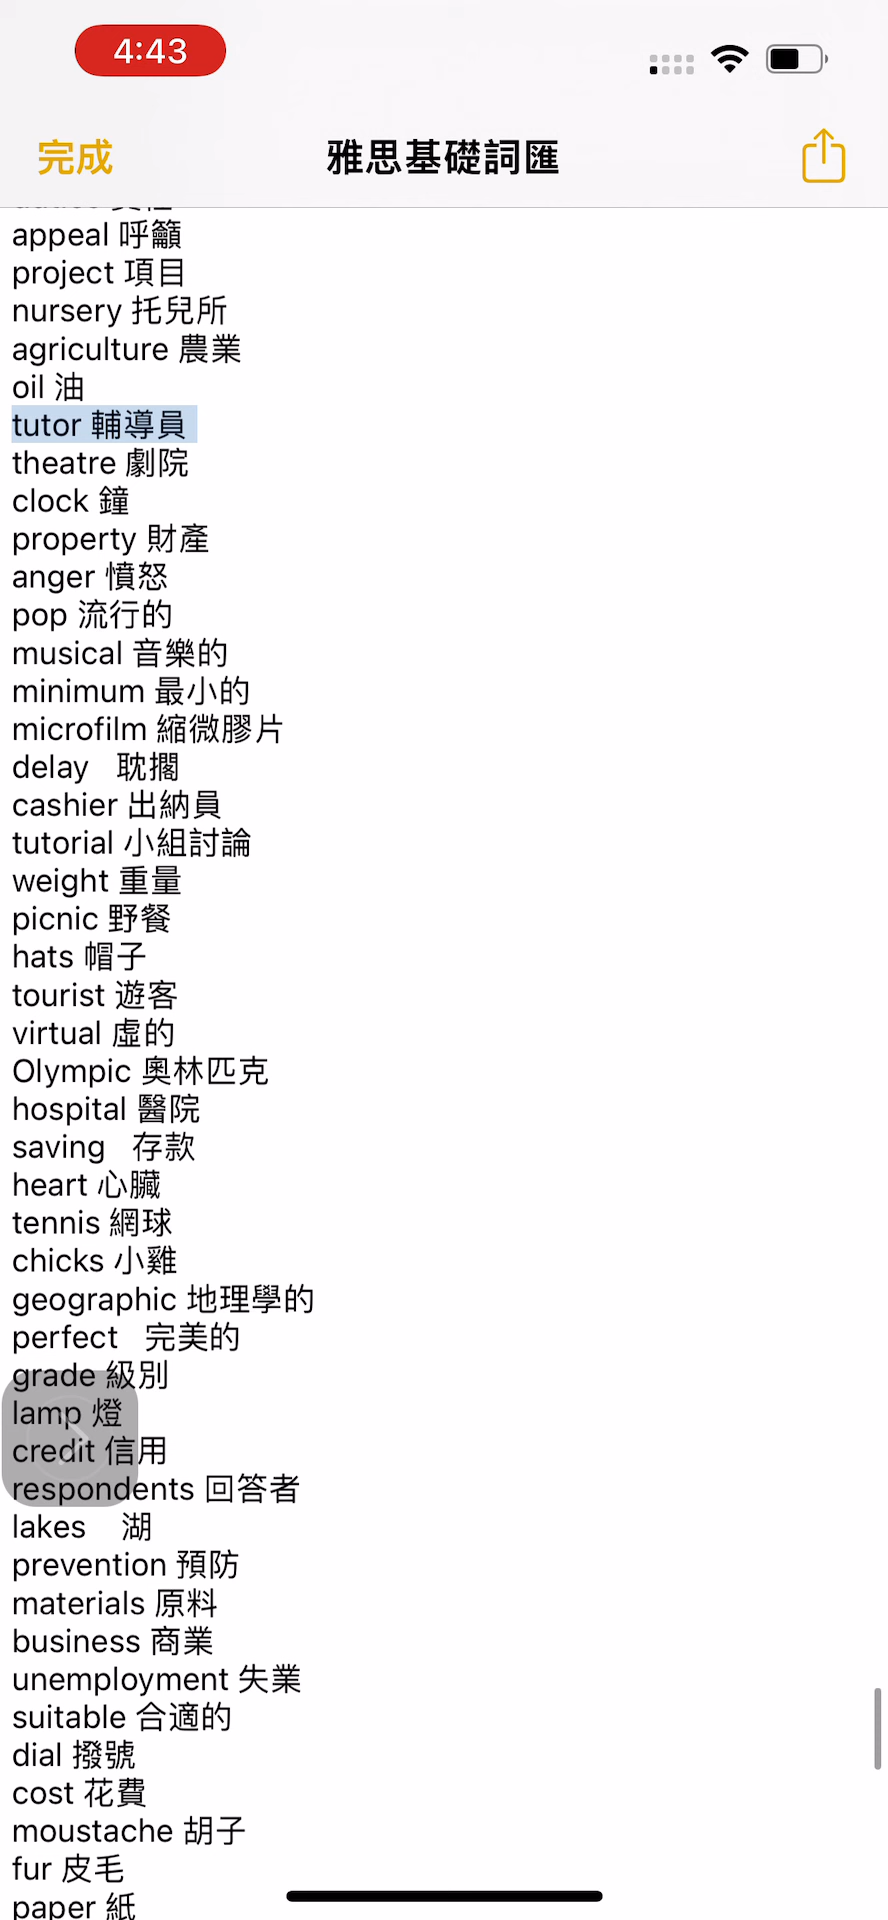 4:43
完成
雅思基礎詞匯
appeal 呼籲
project 項目
nursery 托兒所
agriculture 農業
oil 油
tutor 輔導員
theatre 劇院
clock 鐘
property 財產
anger 憤怒
pop 流行的
musical 音樂的
minimum 最小的
microfilm 縮微膠片
delay 耽擱
cashier 出納員
tutorial 小組討論
weight 重量
picnic 野餐
hats 帽子
tourist 遊客
virtual 虛的
Olympic 奧林匹克
hospital 醫院
saving 存款
heart 心臟
tennis 網球
chicks 小雞
geographic 地理學的
perfect 完美的
grade 級別
lamp 燈
credit 信用
respondents 回答者
lakes 湖
prevention 預防
materials 原料
business 商業
unemployment 失業
suitable 合適的
dial 撥號
cost 花費
moustache 胡子
fur 皮毛
paper 紙